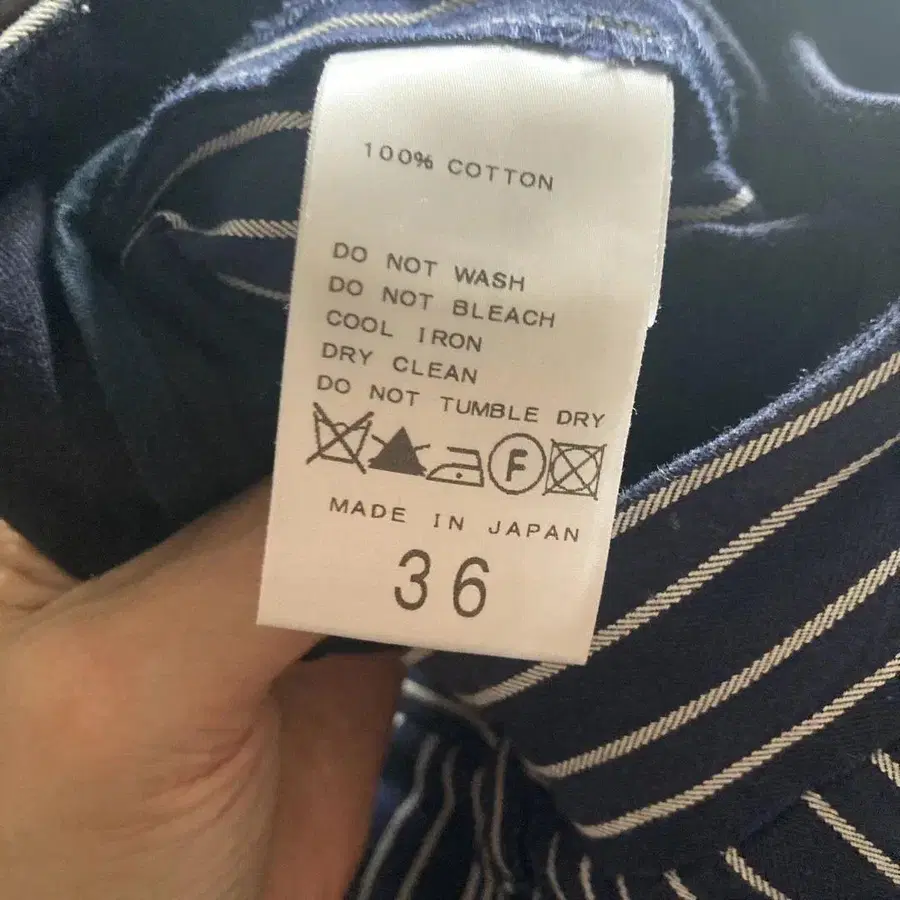 100% COTTON
DO NOT WASH
DO NOT BLEACH
COOL IRON
DRY CLEAN
DO NOT TUMBLE DRY
F
MADE IN JAPAN
36